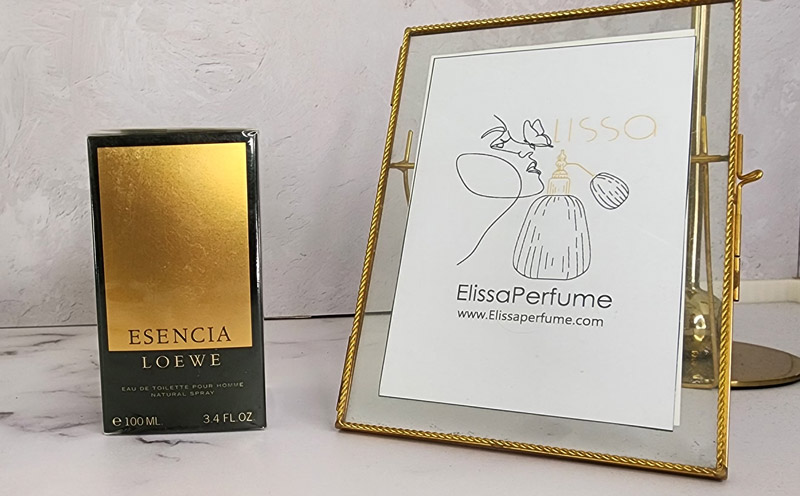 ESENCIA
LOEWE
EAU DE TOILETTE POUR HOMME
NATURAL SPRAY
e 100 ML 3.4 FL.OZ
lissa
ElissaPerfume
www.Elissaperfume.com